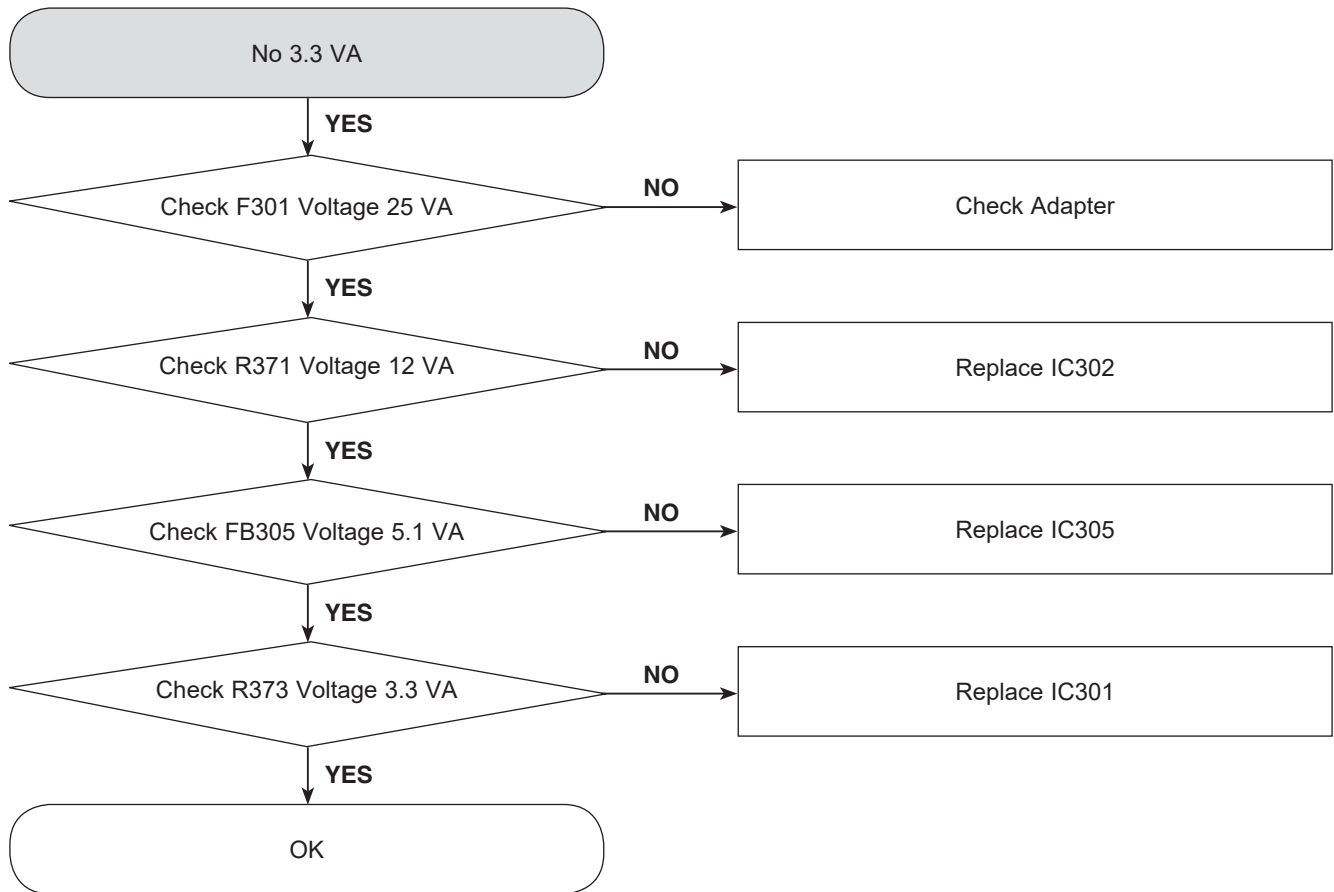 No 3.3 VA
YES
Check F301 Voltage 25 VA
NO
Check Adapter
YES
Check R371 Voltage 12 VA
NO
Replace IC302
YES
Check FB305 Voltage 5.1 VA
NO
Replace IC305
YES
Check R373 Voltage 3.3 VA
NO
Replace IC301
YES
OK